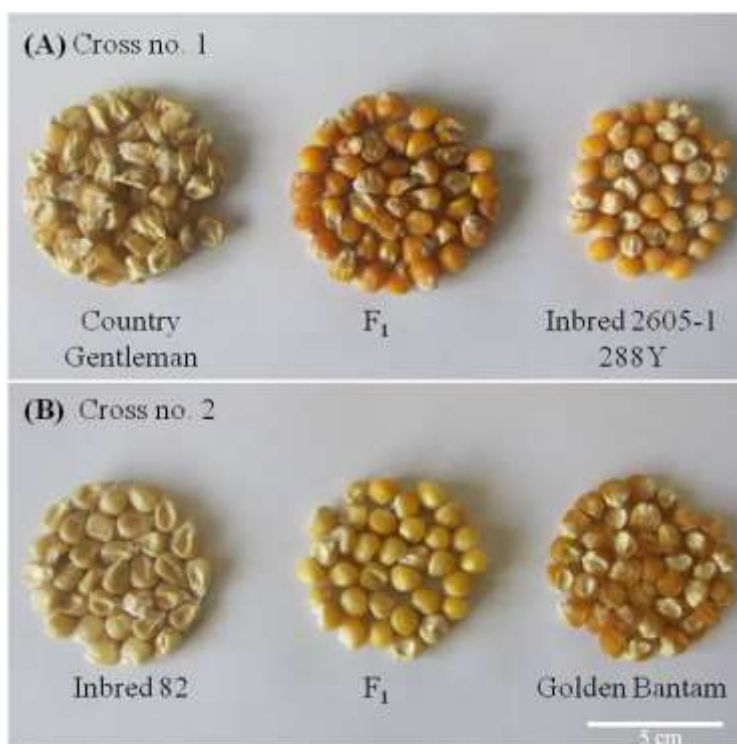 (A) Cross no. 1
Country
Gentleman
F₁
Inbred 2605-1
288Y
(B) Cross no. 2
Inbred 82
F₁
Golden Bantam
5 cm